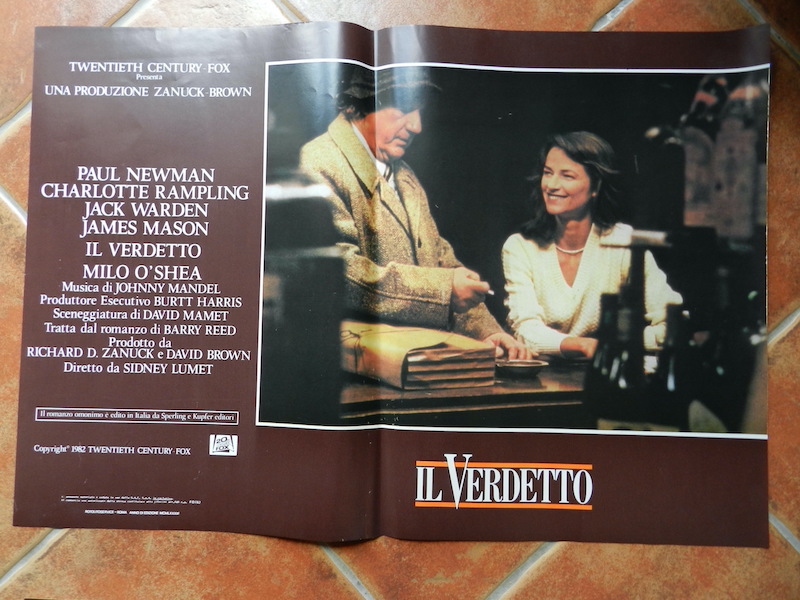 TWENTIETH CENTURY-FOX
Presenta
UNA PRODUZIONE ZANUCK-BROWN
PAUL NEWMAN
CHARLOTTE RAMPLING
JACK WARDEN
JAMES MASON
IL VERDETTO
MILO O'SHEA
Musica di JOHNNY MANDEL
Produttore Esecutivo BURTT HARRIS
Sceneggiatura di DAVID MAMET
Tratta dal romanzo di BARRY REED
Prodotto da
RICHARD D. ZANUCK e DAVID BROWN
Diretto da SIDNEY LUMET
Il romanzo omonimo è edito in Italia da Sperling e Kupfer editori
Copyright© 1982 TWENTIETH CENTURY-FOX
20
FOX
ROMA
IL VERDETTO